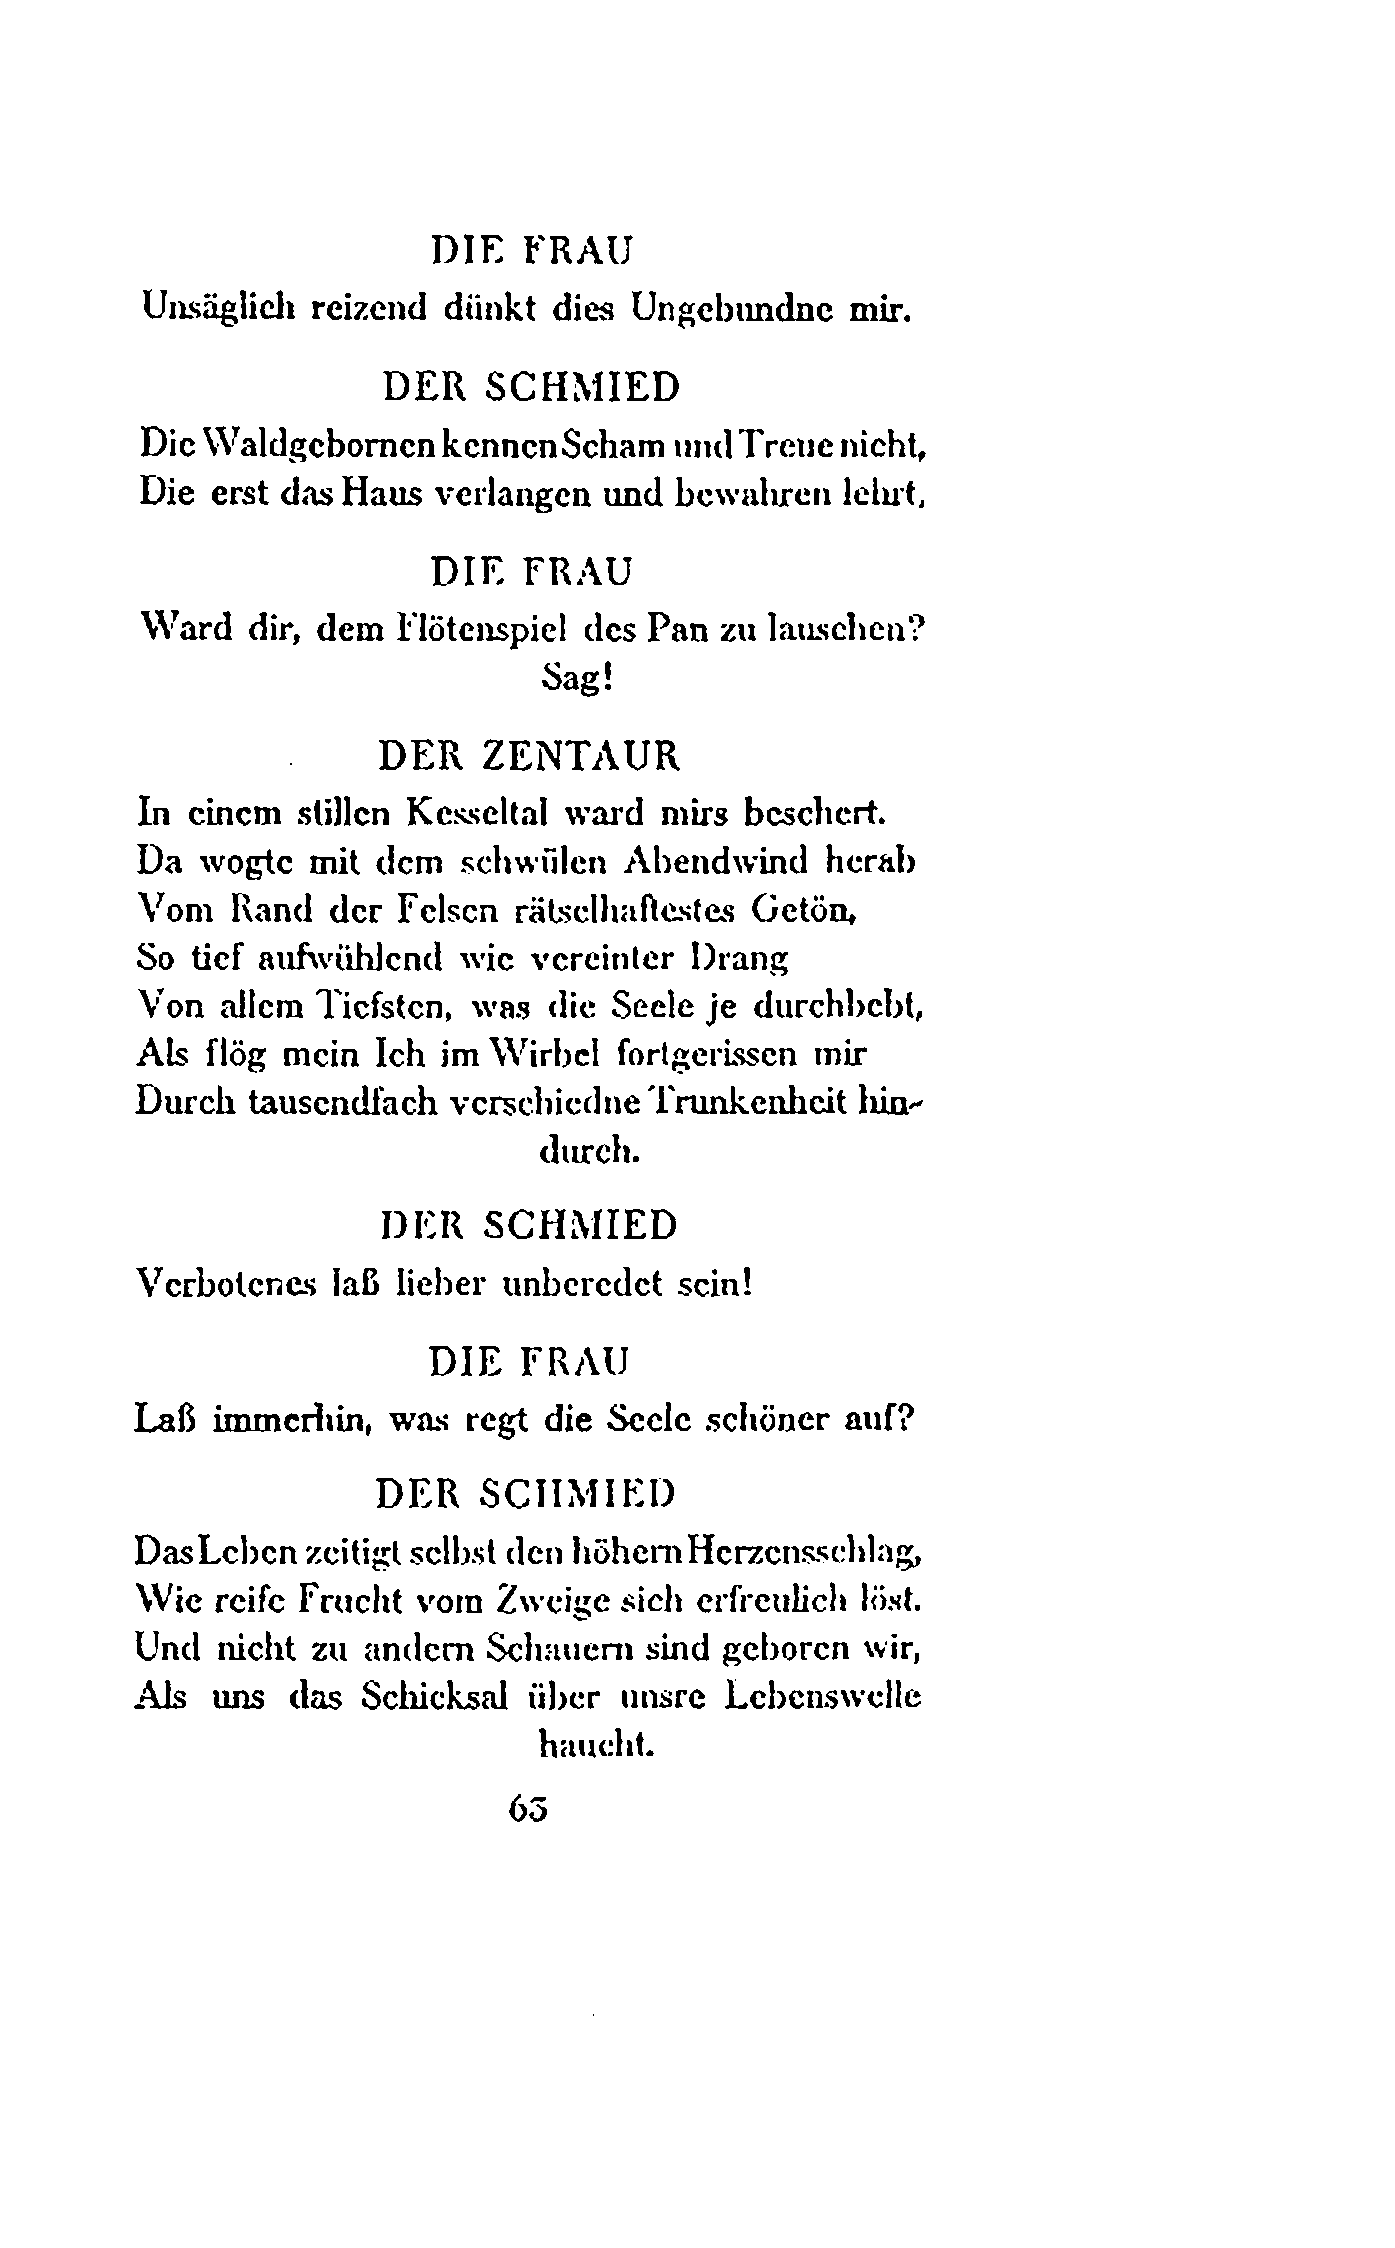 DIE FRAU
Unsäglich reizend dünkt dies Ungebundne mir.
DER SCHMIED
Die Waldgebornen kennen Scham und Treue nicht,
Die erst das Haus verlangen und bewahren lehrt.
DIE FRAU
Ward dir, dem Flötenspiel des Pan zu lauschen?
Sag!
DER ZENTAUR
In einem stillen Kesseltal ward mirs beschert.
Da wogte mit dem schwülen Abendwind herab
Vom Rand der Felsen rätselhaftestes Getön,
So tief aufwühlend wie vereinter Drang
Von allem Tiefsten, was die Seele je durchbebt,
Als flög mein Ich im Wirbel fortgerissen mir
Durch tausendfach verschiedne Trunkenheit hin-
durch.
DER SCHMIED
Verbotenes laß lieber unberedet sein!
DIE FRAU
Laß immerhin, was regt die Seele schöner auf?
DER SCHMIED
Das Leben zeitigt selbst den höhern Herzensschlag,
Wie reife Frucht vom Zweige sich erfreulich löst.
Und nicht zu andern Schauern sind geboren wir,
Als uns das Schicksal über unsre Lebenswelle
haucht.
63